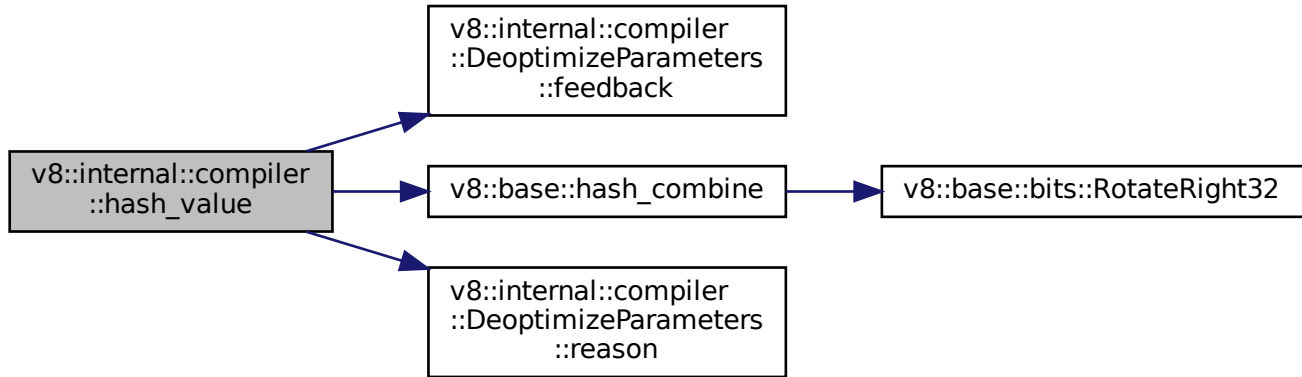 v8::internal::compiler
::hash_value
v8::internal::compiler
::DeoptimizeParameters
::feedback
v8::base::hash_combine
v8::base::bits::RotateRight32
v8::internal::compiler
::DeoptimizeParameters
::reason